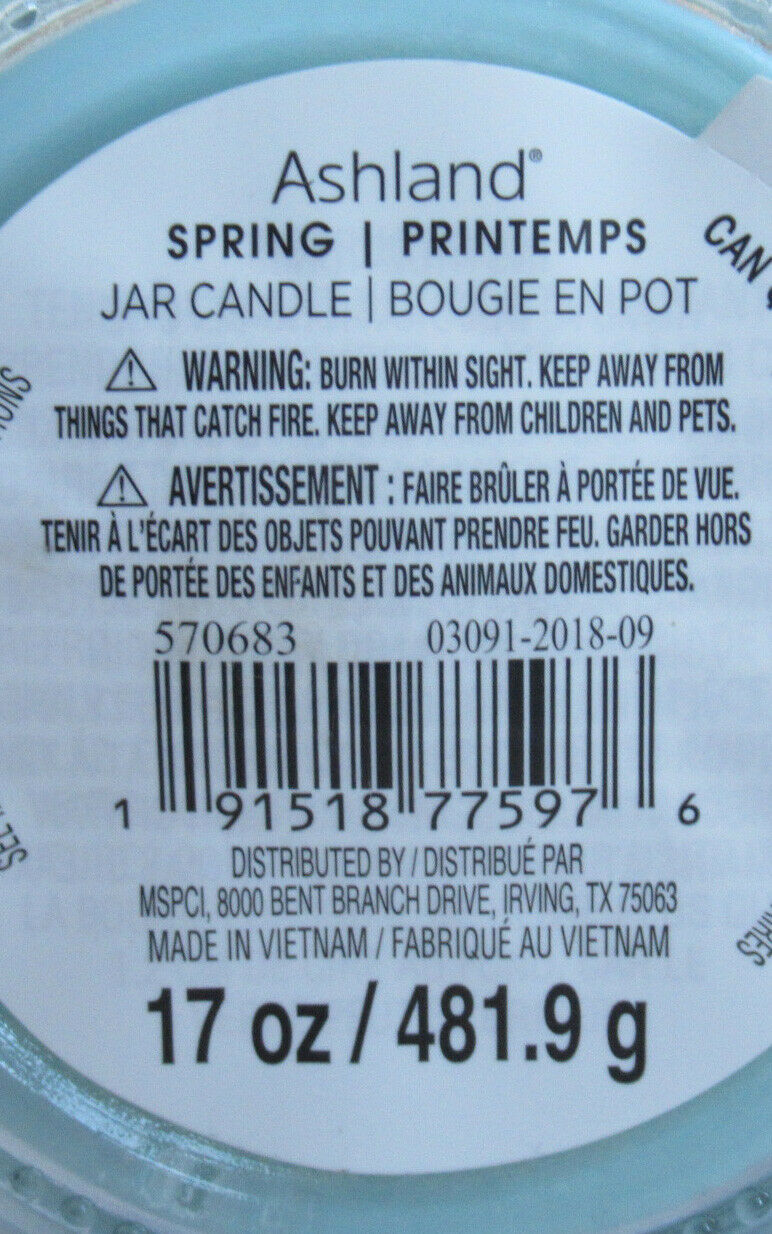 Ashland®
SPRING | PRINTEMPS
JAR CANDLE | BOUGIE EN POT
⚠ WARNING: BURN WITHIN SIGHT. KEEP AWAY FROM
THINGS THAT CATCH FIRE. KEEP AWAY FROM CHILDREN AND PETS.
⚠ AVERTISSEMENT : FAIRE BRÛLER À PORTÉE DE VUE.
TENIR À L'ÉCART DES OBJETS POUVANT PRENDRE FEU. GARDER HORS
DE PORTÉE DES ENFANTS ET DES ANIMAUX DOMESTIQUES.
570683 03091-2018-09
1 91518 77597 6
DISTRIBUTED BY / DISTRIBUÉ PAR
MSPCI, 8000 BENT BRANCH DRIVE, IRVING, TX 75063
MADE IN VIETNAM / FABRIQUÉ AU VIETNAM
17 oz / 481.9 g
CAN